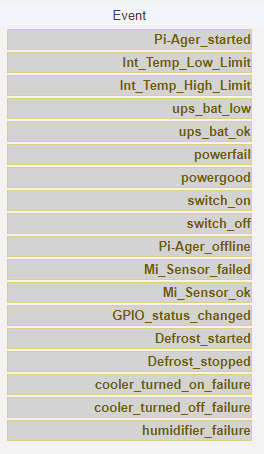 Event
Pi-Ager_started
Int_Temp_Low_Limit
Int_Temp_High_Limit
ups_bat_low
ups_bat_ok
powerfail
powergood
switch_on
switch_off
Pi-Ager_offline
Mi_Sensor_failed
Mi_Sensor_ok
GPIO_status_changed
Defrost_started
Defrost_stopped
cooler_turned_on_failure
cooler_turned_off_failure
humidifier_failure